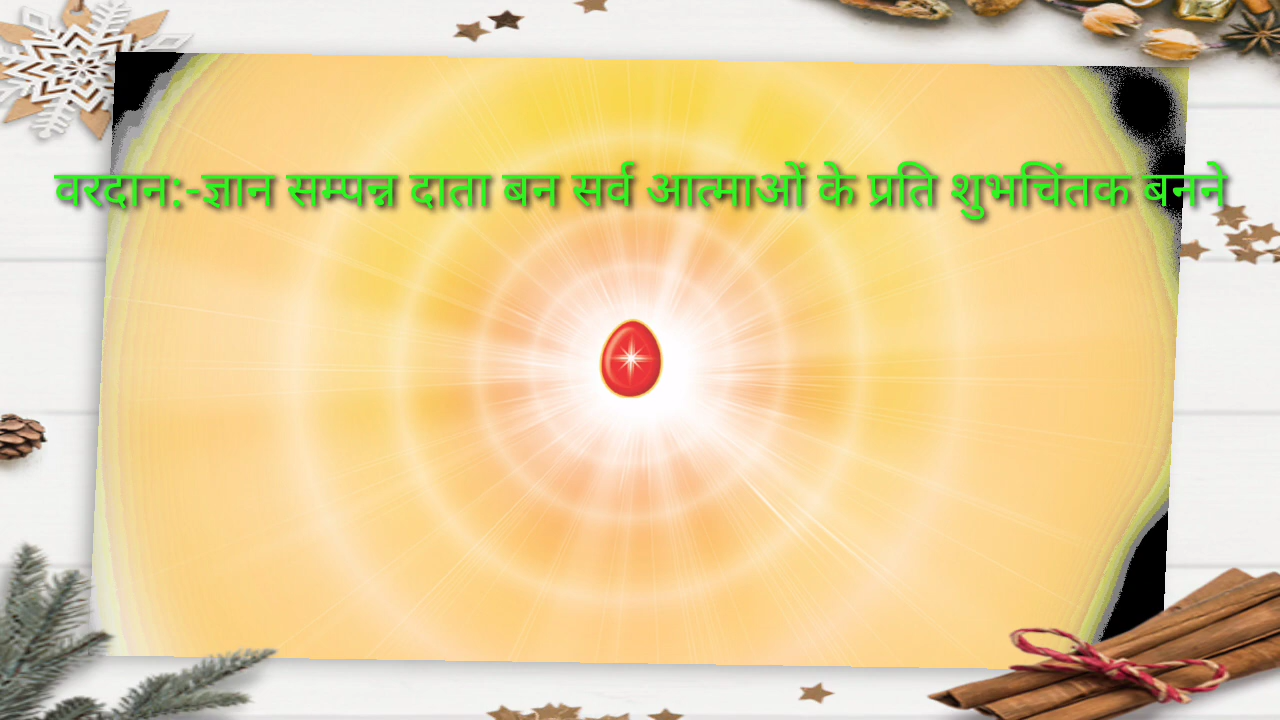 वरदान:-ज्ञान सम्पन्न दाता बन सर्व आत्माओं के प्रति शुभचिंतक बनने